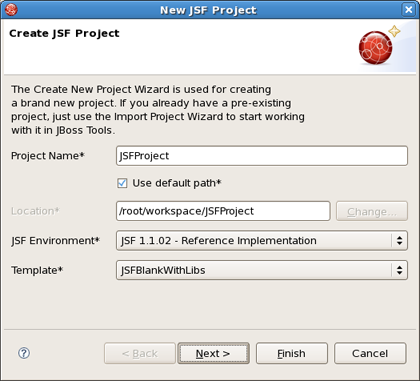 New JSF Project
Create JSF Project
The Create New Project Wizard is used for creating
a brand new project. If you already have a pre-existing
project, just use the Import Project Wizard to start working
with it in JBoss Tools.
Project Name* JSFProject
Use default path*
Location* /root/workspace/JSFProject Change...
JSF Environment* JSF 1.1.02 - Reference Implementation
Template* JSFBlankWithLibs
? < Back Next > Finish Cancel